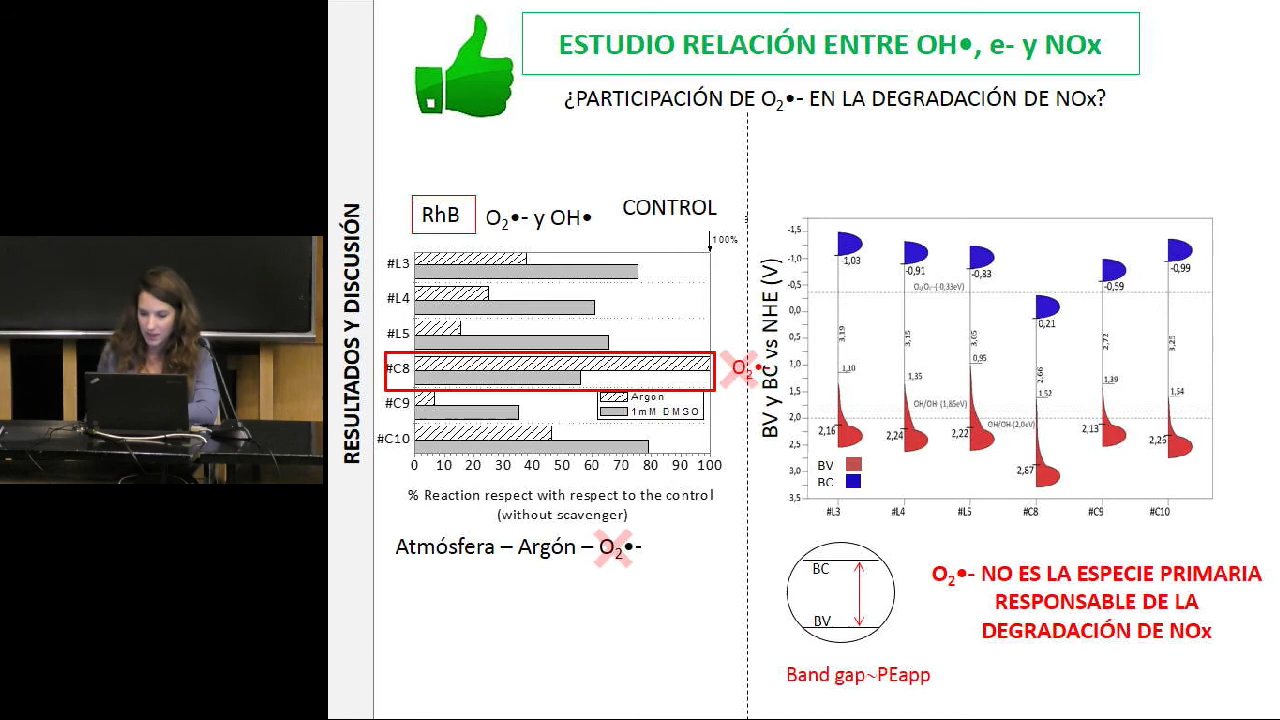 ESTUDIO RELACIÓN ENTRE OH•, e- y NOx
¿PARTICIPACIÓN DE O₂•- EN LA DEGRADACIÓN DE NOx?
RESULTADOS Y DISCUSIÓN
RhB
O₂•- y OH•
CONTROL
100%
#L3
#L4
#L5
#C8
#C9
#C10
Argon
1mM DMSO
0 10 20 30 40 50 60 70 80 90 100
% Reaction respect with respect to the control
(without scavenger)
Atmósfera – Argón – O₂•-
O₂•-
BV y BC vs NHE (V)
-1,5
-1,0
-0,5
0,0
0,5
1,0
1,5
2,0
2,5
3,0
3,5
-1,03
-0,91
-0,83
0,21
-0,59
-0,99
O₂/O₂⁻(-0,33eV)
3,19
3,15
3,05
2,66
2,72
3,25
1,10
1,35
0,95
1,52
1,39
1,54
OH/OH-(1,85eV)
OH/OH-(2,0eV)
2,16
2,24
2,22
2,87
2,13
BV
BC
#L3 #L4 #L5 #C8 #C9 #C10
BC
BV
Band gap~PEapp
O₂•- NO ES LA ESPECIE PRIMARIA
RESPONSABLE DE LA
DEGRADACIÓN DE NOx